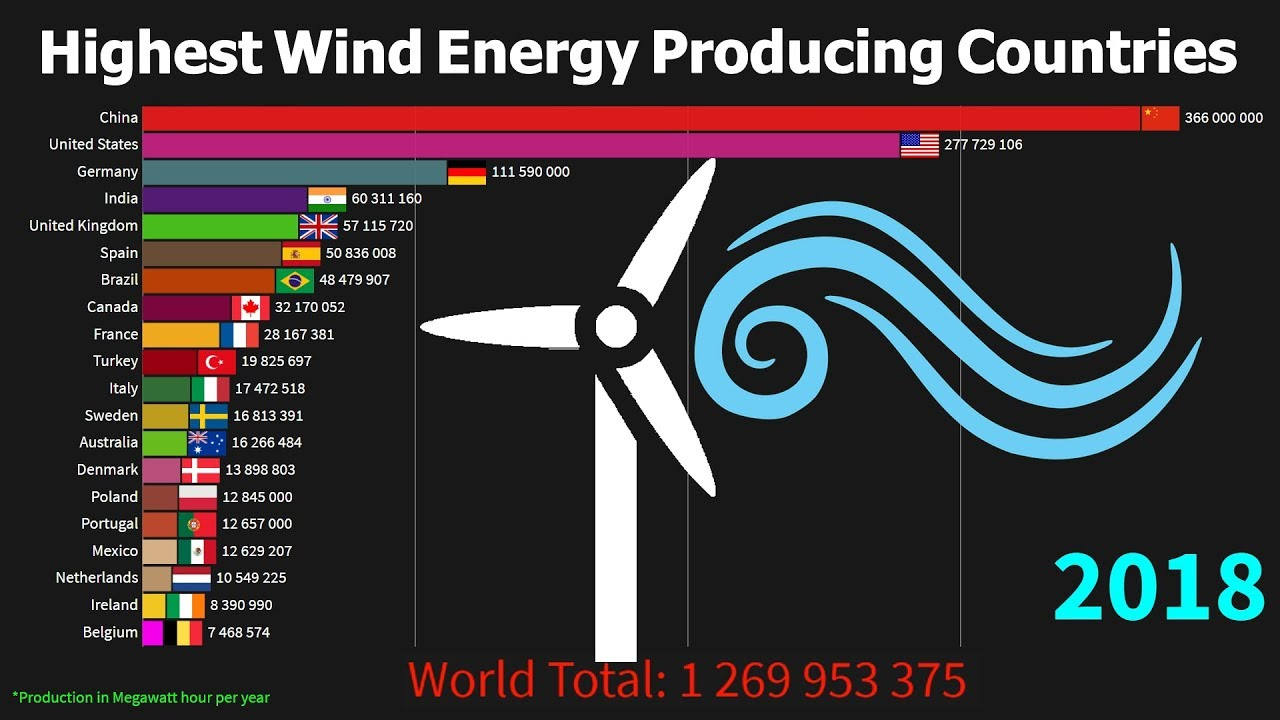 Highest Wind Energy Producing Countries
China 366 000 000
United States 277 729 106
Germany 111 590 000
India 60 311 160
United Kingdom 57 115 720
Spain 50 836 008
Brazil 48 479 907
Canada 32 170 052
France 28 167 381
Turkey 19 825 697
Italy 17 472 518
Sweden 16 813 391
Australia 16 266 484
Denmark 13 898 803
Poland 12 845 000
Portugal 12 657 000
Mexico 12 629 207
Netherlands 10 549 225
Ireland 8 390 990
Belgium 7 468 574
2018
World Total: 1 269 953 375
*Production in Megawatt hour per year